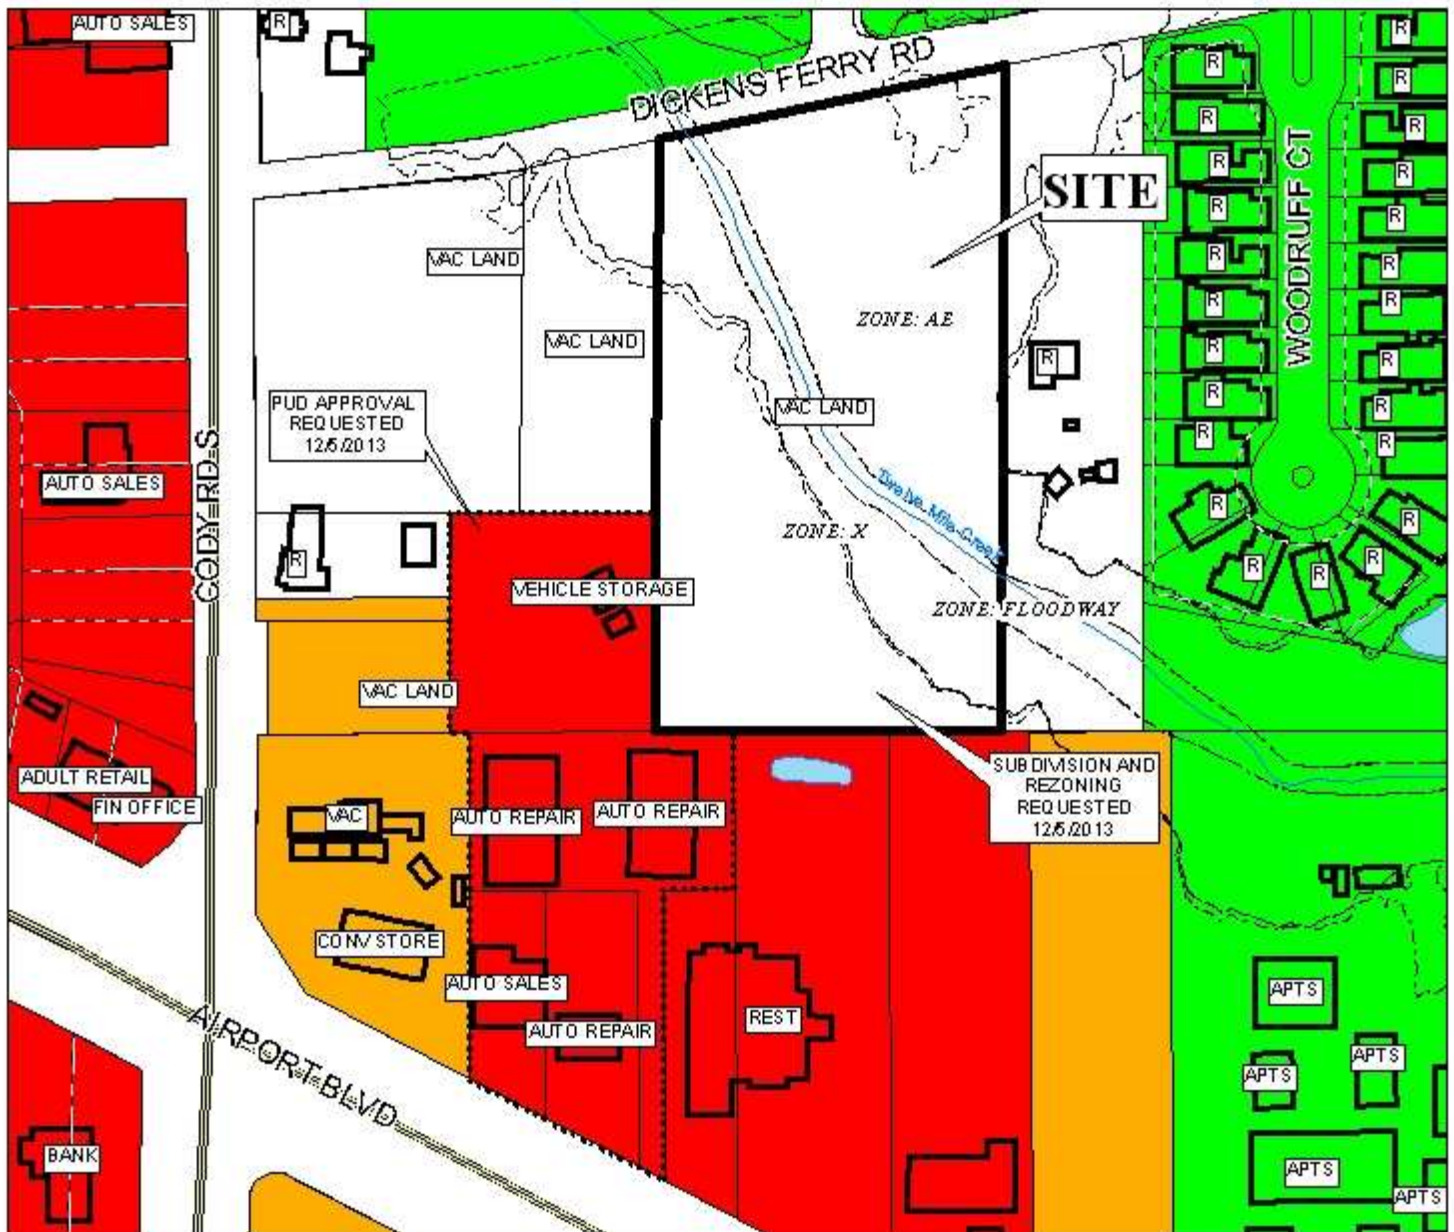 AUTO SALES
R
R
DICKENS FERRY RD
R
R
R
R
R
R
SITE
R
R
WOODRUFF CT
R
R
VAC LAND
R
R
ZONE: AE
R
R
VAC LAND
R
R
R
PUD APPROVAL
REQUESTED
12/5/2013
VAC LAND
R
R
R
R
CODY RD S
AUTO SALES
Twelve Mile Creek
R
R
ZONE: X
R
R
R
R
VEHICLE STORAGE
ZONE: FLOODWAY
VAC LAND
SUBDIVISION AND
REZONING
REQUESTED
12/5/2013
ADULT RETAIL
FIN OFFICE
VAC
AUTO REPAIR
AUTO REPAIR
CONV STORE
AUTO SALES
AUTO REPAIR
REST
APTS
AIRPORT BLVD
APTS
APTS
BANK
APTS
APTS